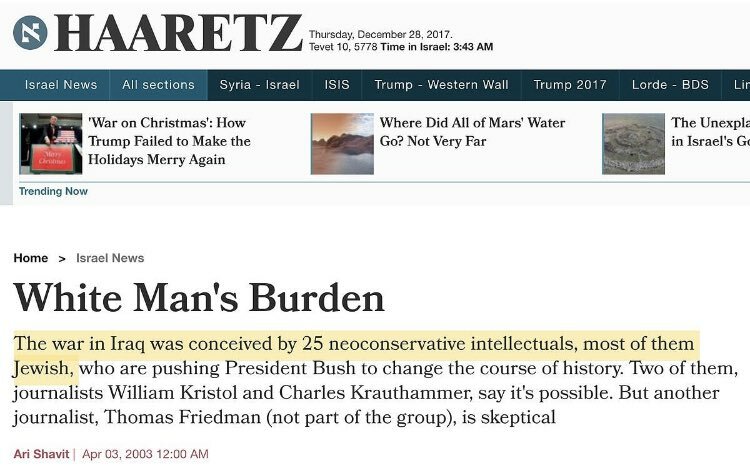 HAARETZ
Thursday, December 28, 2017.
Tevet 10, 5778 Time in Israel: 3:43 AM
Israel News All sections Syria - Israel ISIS Trump - Western Wall Trump 2017 Lorde - BDS
'War on Christmas': How
Trump Failed to Make the
Holidays Merry Again
Where Did All of Mars' Water
Go? Not Very Far
The
in Israel's
Trending Now
Home > Israel News
White Man's Burden
The war in Iraq was conceived by 25 neoconservative intellectuals, most of them
Jewish, who are pushing President Bush to change the course of history. Two of them,
journalists William Kristol and Charles Krauthammer, say it's possible. But another
journalist, Thomas Friedman (not part of the group), is skeptical
Ari Shavit | Apr 03, 2003 12:00 AM